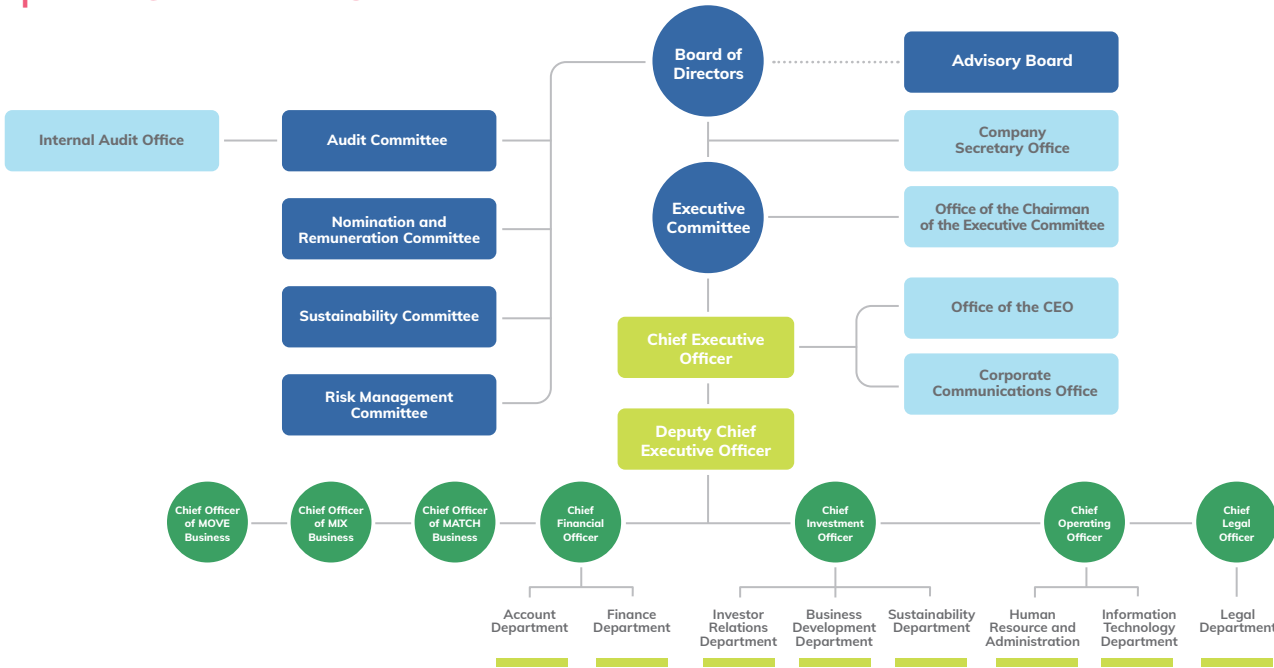 Board of
Directors
Advisory Board
Internal Audit Office
Audit Committee
Company
Secretary Office
Nomination and
Remuneration Committee
Executive
Committee
Office of the Chairman
of the Executive Committee
Sustainability Committee
Office of the CEO
Chief Executive
Officer
Risk Management
Committee
Corporate
Communications Office
Deputy Chief
Executive Officer
Chief Officer
of MOVE
Business
Chief Officer
of MIX
Business
Chief Officer
of MATCH
Business
Chief
Financial
Officer
Chief
Investment
Officer
Chief
Operating
Officer
Chief
Legal
Officer
Account
Department
Finance
Department
Investor
Relations
Department
Business
Development
Department
Sustainability
Department
Human
Resource and
Administration
Information
Technology
Department
Legal
Department